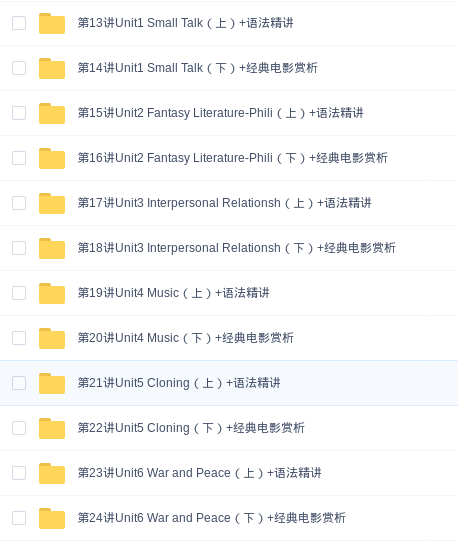 第13讲Unit1 Small Talk（上）+语法精讲
第14讲Unit1 Small Talk（下）+经典电影赏析
第15讲Unit2 Fantasy Literature-Phili（上）+语法精讲
第16讲Unit2 Fantasy Literature-Phili（下）+经典电影赏析
第17讲Unit3 Interpersonal Relationsh（上）+语法精讲
第18讲Unit3 Interpersonal Relationsh（下）+经典电影赏析
第19讲Unit4 Music（上）+语法精讲
第20讲Unit4 Music（下）+经典电影赏析
第21讲Unit5 Cloning（上）+语法精讲
第22讲Unit5 Cloning（下）+经典电影赏析
第23讲Unit6 War and Peace（上）+语法精讲
第24讲Unit6 War and Peace（下）+经典电影赏析